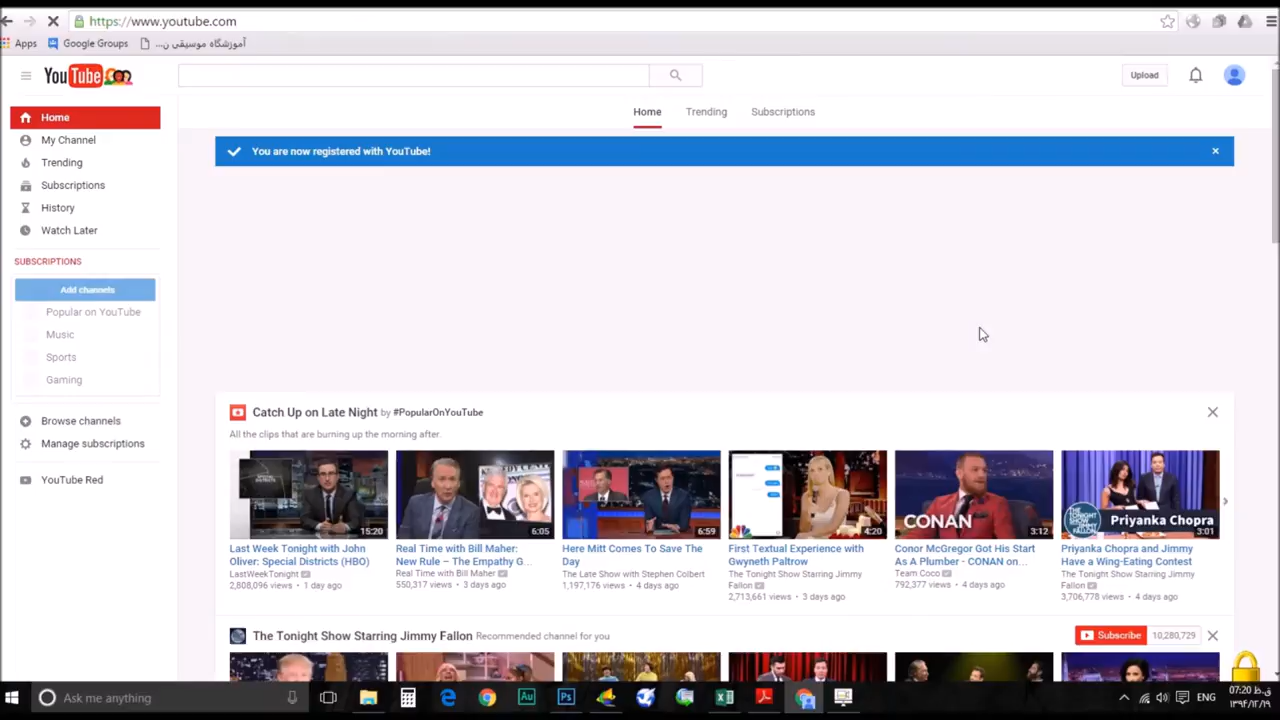 https://www.youtube.com
Apps
Google Groups
آموزشگاه موسیقی ن...
YouTube
Upload
Home
Trending
Subscriptions
Home
My Channel
Trending
Subscriptions
History
Watch Later
SUBSCRIPTIONS
Add channels
Popular on YouTube
Music
Sports
Gaming
Browse channels
Manage subscriptions
YouTube Red
You are now registered with YouTube!
Catch Up on Late Night by #PopularOnYouTube
All the clips that are burning up the morning after.
15:20
6:05
6:59
4:20
CONAN
3:12
THE TONIGHT SHOW
Priyanka Chopra
3:01
Last Week Tonight with John
Oliver: Special Districts (HBO)
LastWeekTonight
2,808,096 views • 1 day ago
Real Time with Bill Maher:
New Rule – The Empathy G...
Real Time with Bill Maher
550,317 views • 3 days ago
Here Mitt Comes To Save The
Day
The Late Show with Stephen Colbert
1,197,176 views • 4 days ago
First Textual Experience with
Gwyneth Paltrow
The Tonight Show Starring Jimmy
Fallon
2,713,661 views • 3 days ago
Conor McGregor Got His Start
As A Plumber - CONAN on...
Team Coco
792,377 views • 4 days ago
Priyanka Chopra and Jimmy
Have a Wing-Eating Contest
The Tonight Show Starring Jimmy
Fallon
3,706,778 views • 4 days ago
The Tonight Show Starring Jimmy Fallon Recommended channel for you
Subscribe 10,280,729
Ask me anything
Au
Ps
ENG
07:20 ق.ظ
۱۳۹۴/۱۲/۱۹